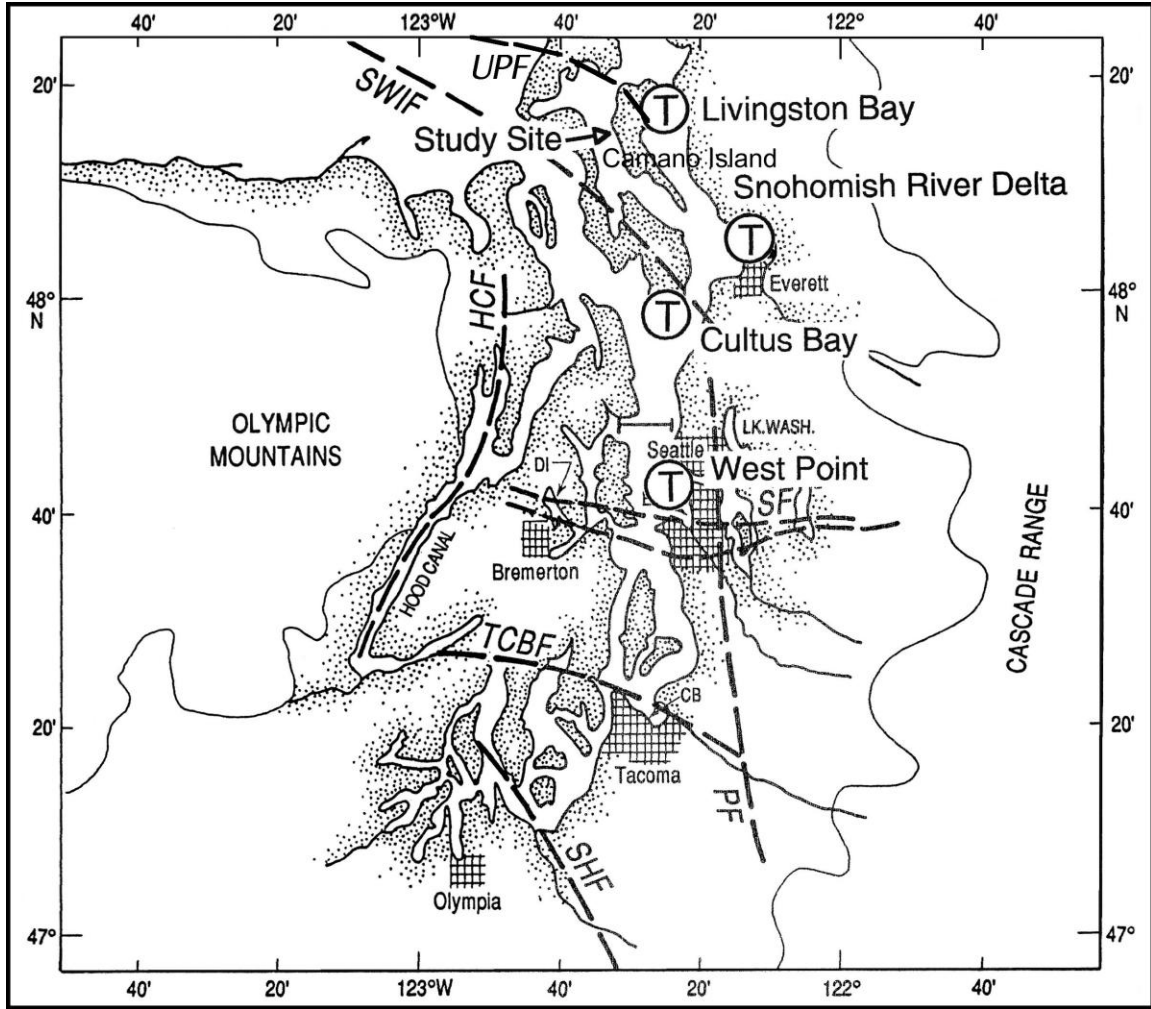 40'
20'
123°W
40'
20'
122°
40'
20'
20'
UPF
SWIF
T
Livingston Bay
Study Site
Camano Island
Snohomish River Delta
T
Everett
48°
N
48°
N
HCF
T
Cultus Bay
OLYMPIC
MOUNTAINS
LK.WASH.
Seattle
DI
T
West Point
SF
40'
40'
Bremerton
HOOD CANAL
CASCADE RANGE
TCBF
CB
20'
20'
Tacoma
PF
SHF
Olympia
47°
47°
40'
20'
123°W
40'
20'
122°
40'